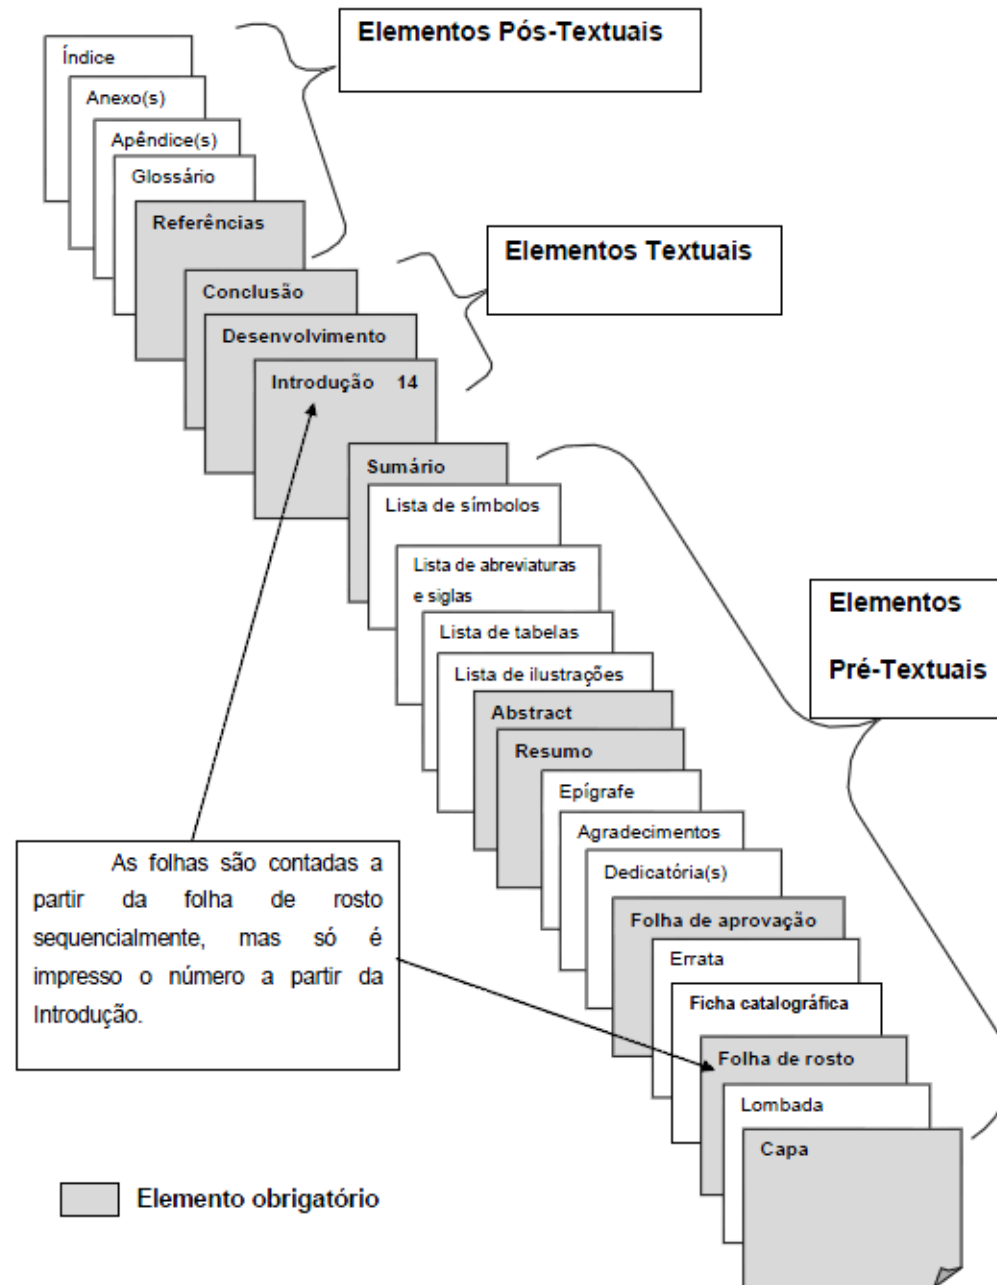 Elementos Pós-Textuais
Índice
Anexo(s)
Apêndice(s)
Glossário
Referências
Elementos Textuais
Conclusão
Desenvolvimento
Introdução 14
Sumário
Lista de símbolos
Lista de abreviaturas
e siglas
Lista de tabelas
Lista de ilustrações
Elementos
Pré-Textuais
Abstract
Resumo
Epígrafe
Agradecimentos
Dedicatória(s)
Folha de aprovação
Errata
Ficha catalográfica
Folha de rosto
Lombada
Capa
As folhas são contadas a
partir da folha de rosto
sequencialmente, mas só é
impresso o número a partir da
Introdução.
Elemento obrigatório